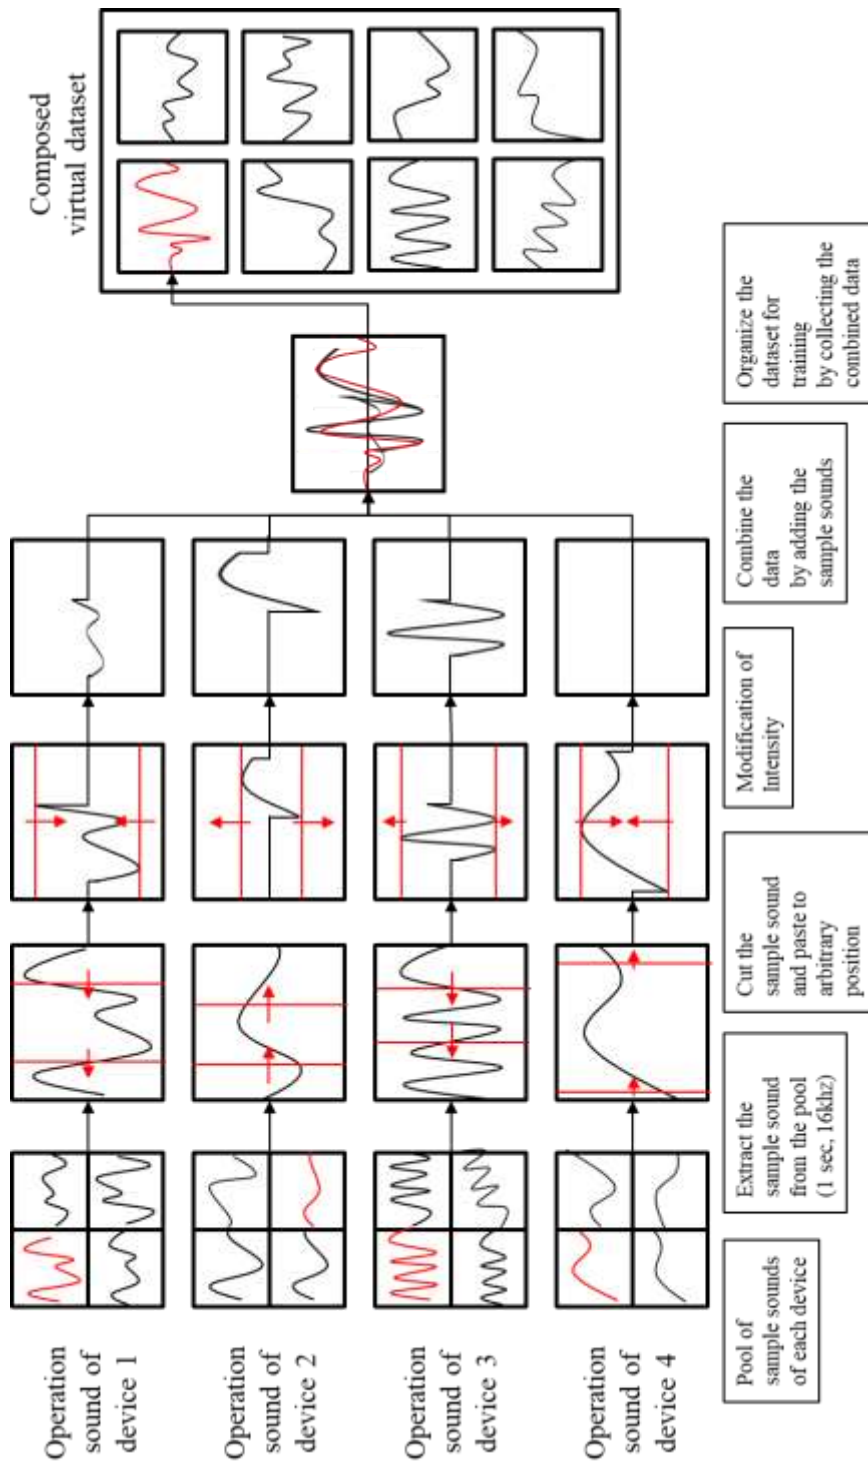 Composed
virtual dataset
Operation
sound of
device 1
Operation
sound of
device 2
Operation
sound of
device 3
Operation
sound of
device 4
Pool of
sample sounds
of each device
Extract the
sample sound
from the pool
(1 sec, 16khz)
Cut the
sample sound
and paste to
arbitrary
position
Modification of
Intensity
Combine the
data
by adding the
sample sounds
Organize the
dataset for
training
by collecting the
combined data